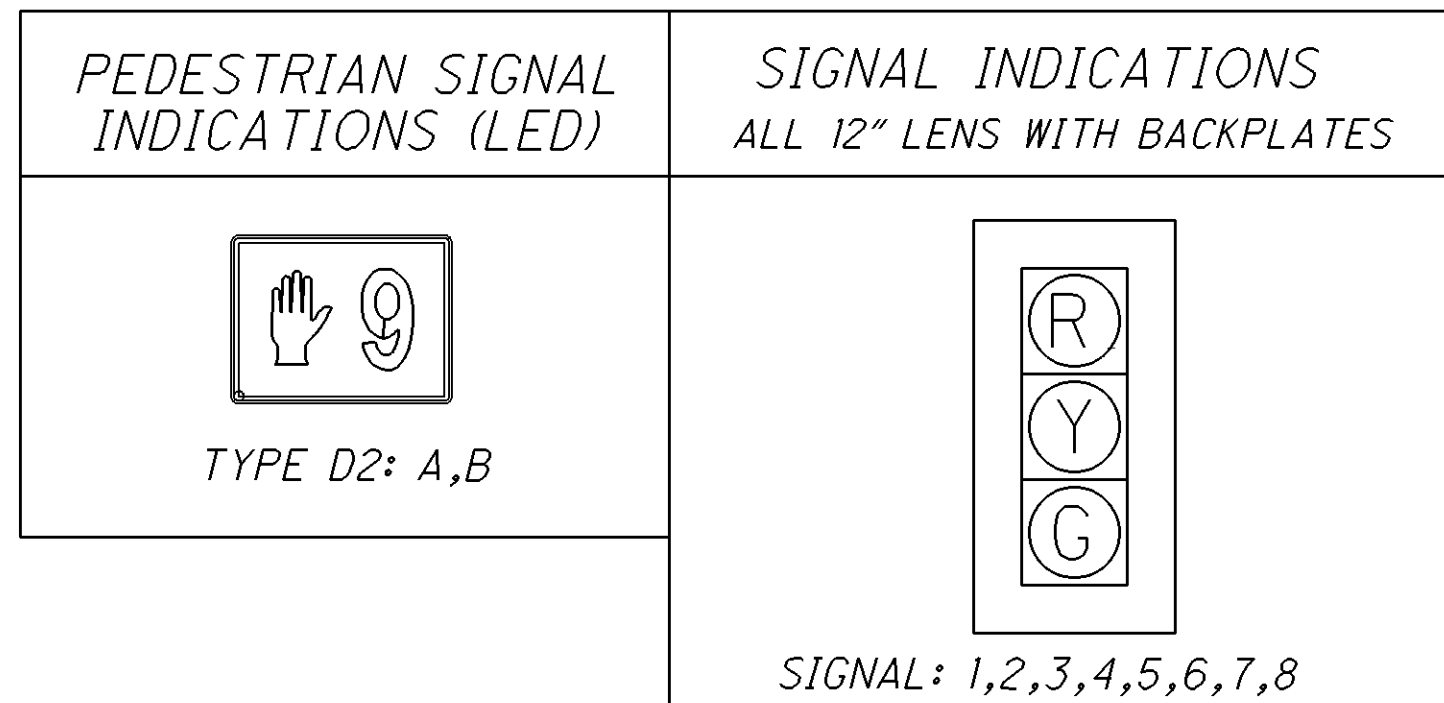 PEDESTRIAN SIGNAL
INDICATIONS (LED)
9
TYPE D2: A,B
SIGNAL INDICATIONS
ALL 12" LENS WITH BACKPLATES
R
Y
G
SIGNAL: 1,2,3,4,5,6,7,8